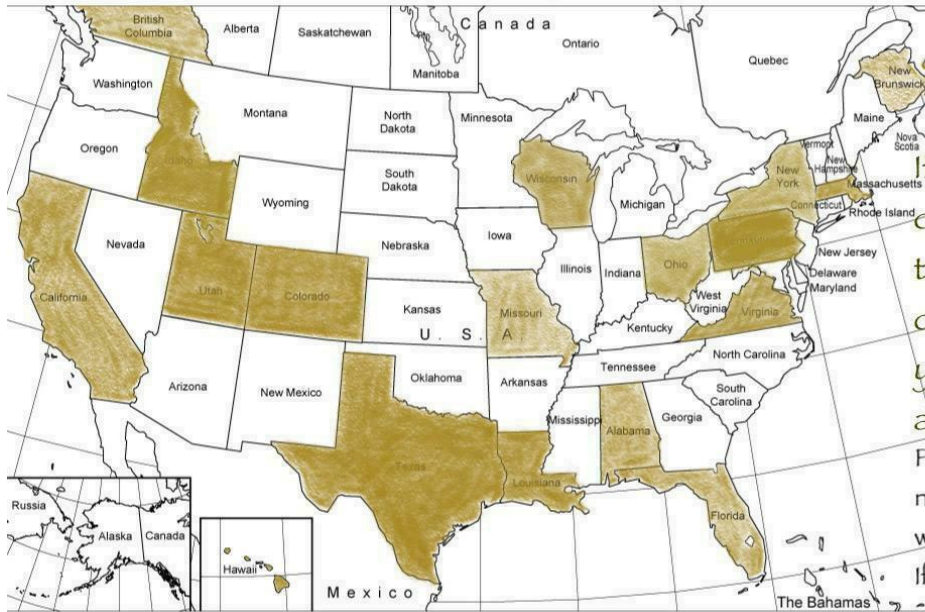 British
Columbia
Alberta
Saskatchewan
Canada
Manitoba
Ontario
Quebec
New
Brunswick
Washington
Montana
North
Dakota
Minnesota
Maine
Nova
Scotia
Vermont
New
Hampshire
Oregon
Idaho
South
Dakota
Wisconsin
New
York
Massachusetts
Wyoming
Michigan
Connecticut
Rhode Island
Nevada
Nebraska
Iowa
New Jersey
Utah
Colorado
Illinois
Indiana
Ohio
Delaware
Maryland
California
Kansas
Missouri
West
Virginia
Virginia
U. S. A.
Kentucky
Arizona
New Mexico
Oklahoma
Arkansas
Tennessee
North Carolina
South
Carolina
Mississippi
Alabama
Georgia
Texas
Louisiana
Florida
Russia
Alaska
Canada
Hawaii
Mexico
The Bahamas